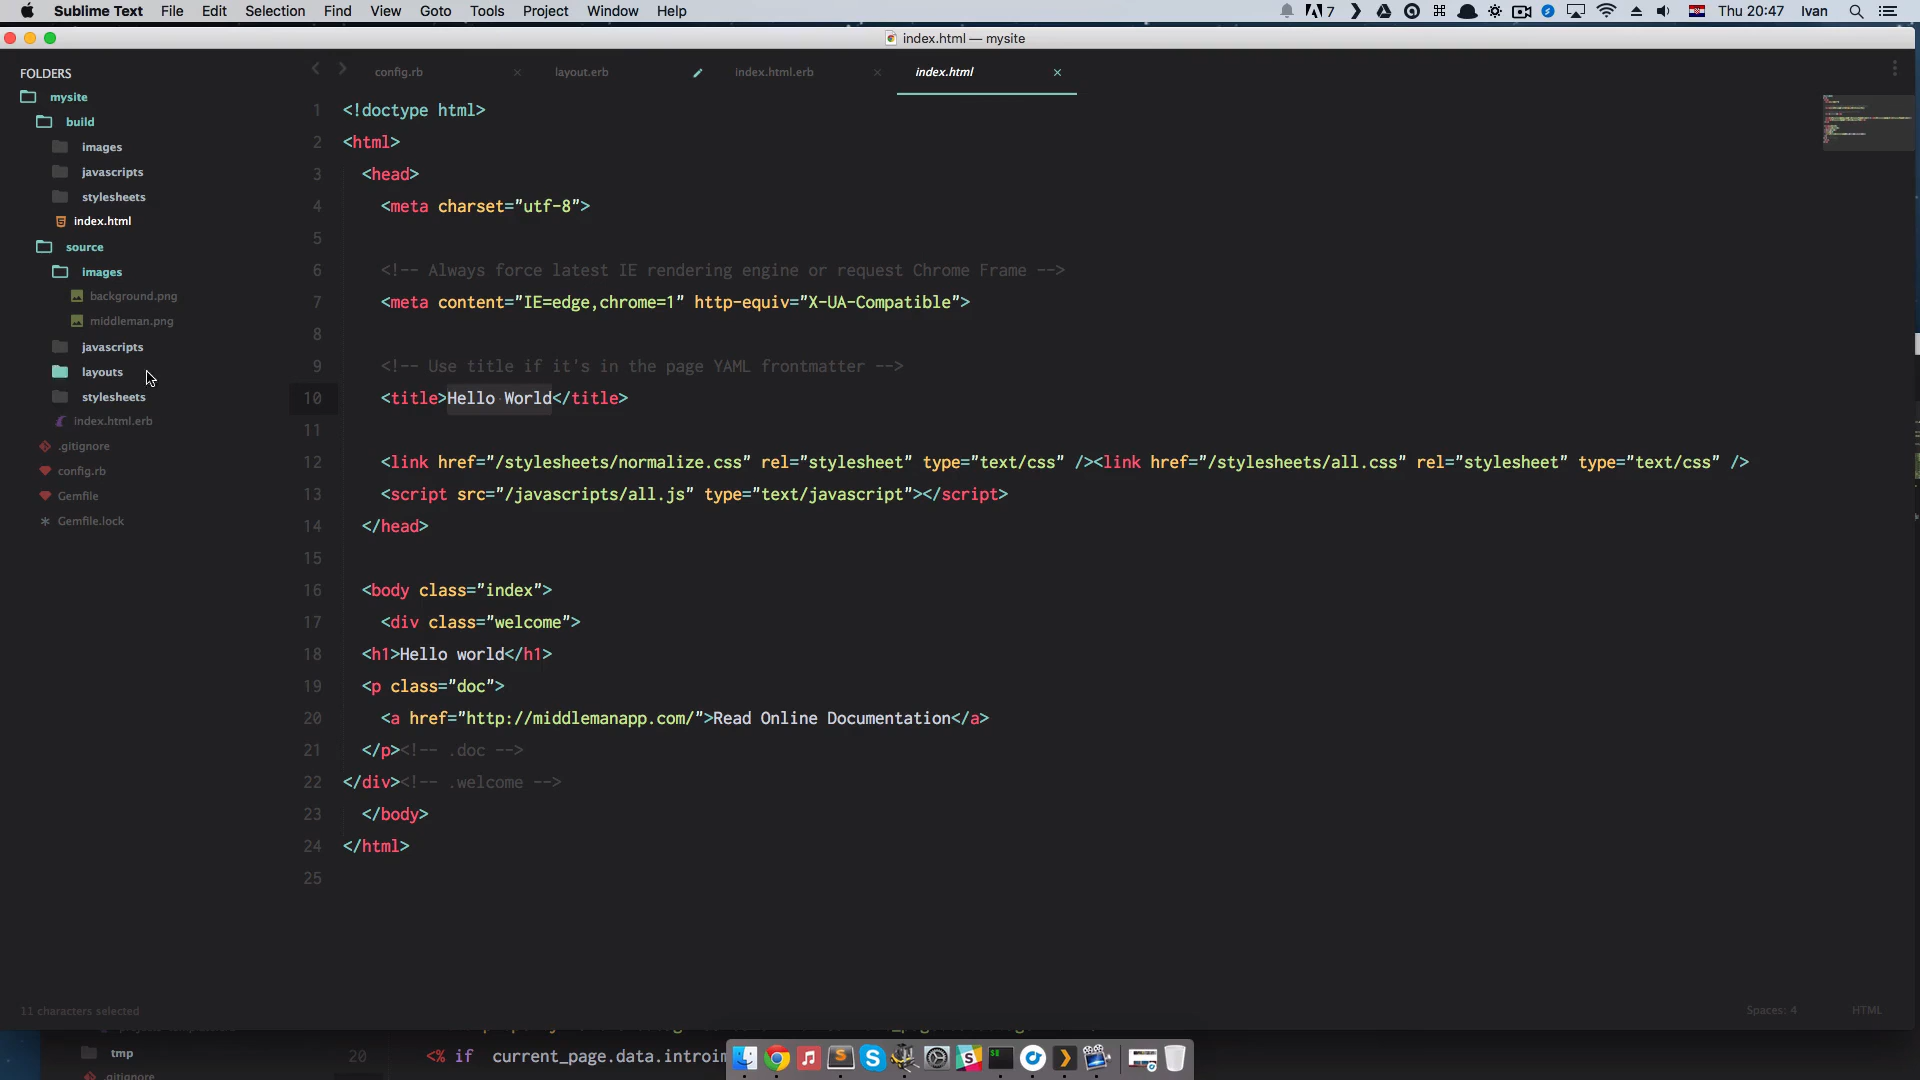 Sublime Text File Edit Selection Find View Goto Tools Project Window Help 7 Thu 20:47 Ivan
index.html — mysite
FOLDERS
mysite
build
images
javascripts
stylesheets
index.html
source
images
background.png
middleman.png
javascripts
layouts
stylesheets
index.html.erb
.gitignore
config.rb
Gemfile
Gemfile.lock
config.rb layout.erb index.html.erb index.html
1 <!doctype html>
2 <html>
3 <head>
4 <meta charset="utf-8">
5
6 <!-- Always force latest IE rendering engine or request Chrome Frame -->
7 <meta content="IE=edge,chrome=1" http-equiv="X-UA-Compatible">
8
9 <!-- Use title if it's in the page YAML frontmatter -->
10 <title>Hello World</title>
11
12 <link href="/stylesheets/normalize.css" rel="stylesheet" type="text/css" /><link href="/stylesheets/all.css" rel="stylesheet" type="text/css" />
13 <script src="/javascripts/all.js" type="text/javascript"></script>
14 </head>
15
16 <body class="index">
17 <div class="welcome">
18 <h1>Hello world</h1>
19 <p class="doc">
20 <a href="http://middlemanapp.com/">Read Online Documentation</a>
21 </p><!-- .doc -->
22 </div><!-- .welcome -->
23 </body>
24 </html>
25
11 characters selected Spaces: 4 HTML
tmp 20 <% if current_page.data.introim
.gitignore